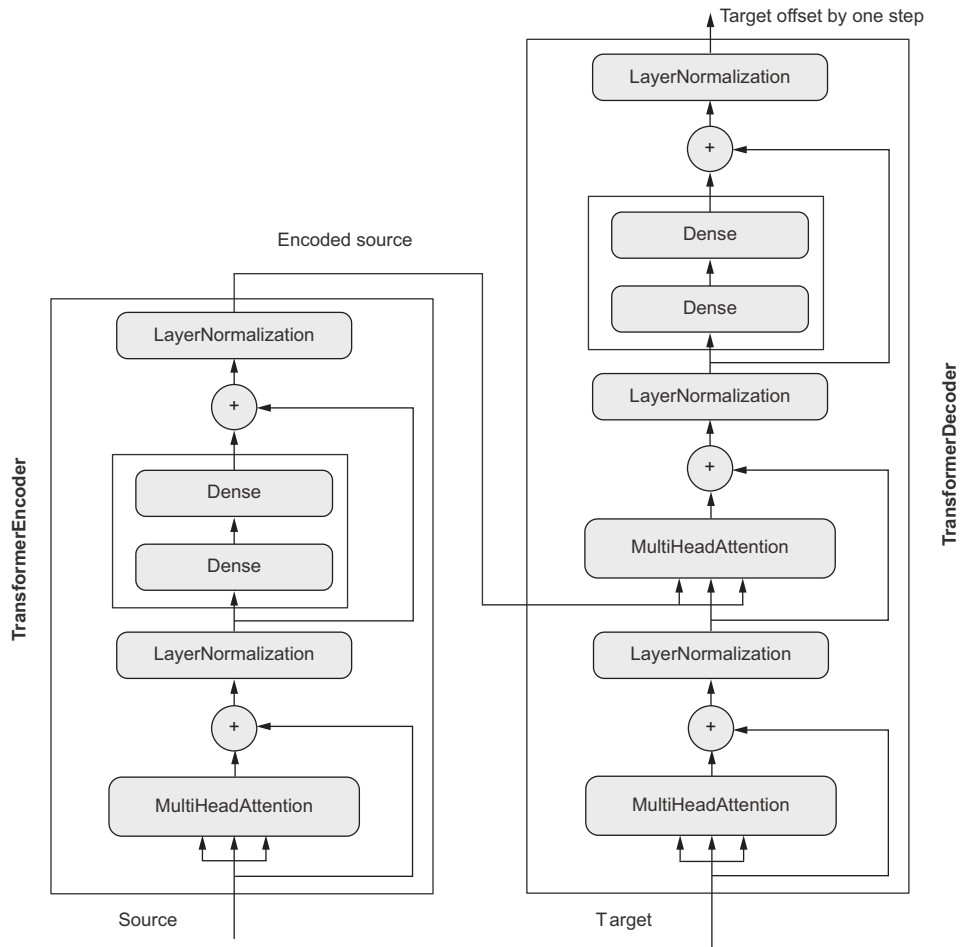 Target offset by one step
LayerNormalization
+
Dense
Dense
LayerNormalization
+
MultiHeadAttention
LayerNormalization
+
MultiHeadAttention
Target
TransformerDecoder
Encoded source
LayerNormalization
+
Dense
Dense
LayerNormalization
+
MultiHeadAttention
Source
TransformerEncoder